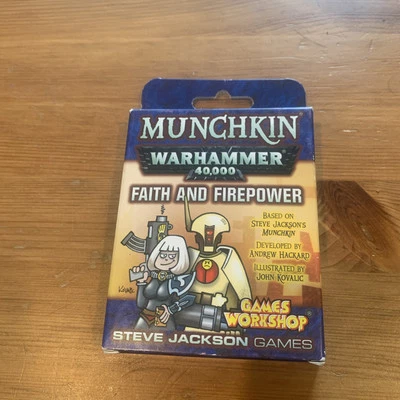 MUNCHKIN
WARHAMMER
40,000
FAITH AND FIREPOWER
BASED ON
STEVE JACKSON'S
MUNCHKIN
DEVELOPED BY
ANDREW HACKARD
ILLUSTRATED BY
JOHN KOVALIC
GAMES
WORKSHOP
STEVE JACKSON GAMES